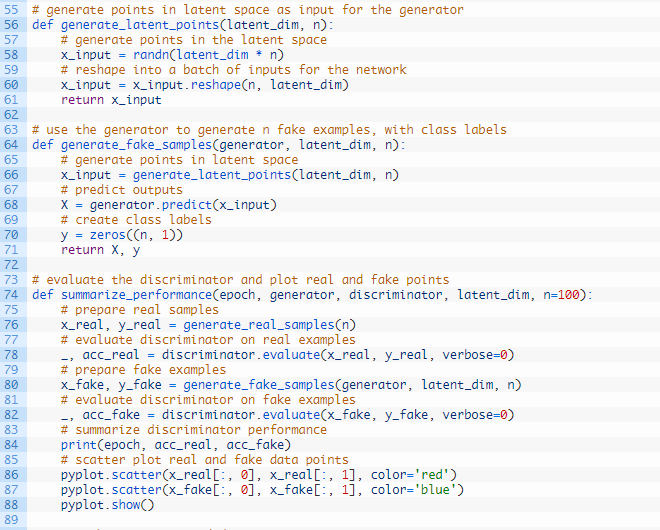 55 # generate points in latent space as input for the generator
56 def generate_latent_points(latent_dim, n):
57     # generate points in the latent space
58     x_input = randn(latent_dim * n)
59     # reshape into a batch of inputs for the network
60     x_input = x_input.reshape(n, latent_dim)
61     return x_input
62
63 # use the generator to generate n fake examples, with class labels
64 def generate_fake_samples(generator, latent_dim, n):
65     # generate points in latent space
66     x_input = generate_latent_points(latent_dim, n)
67     # predict outputs
68     X = generator.predict(x_input)
69     # create class labels
70     y = zeros((n, 1))
71     return X, y
72
73 # evaluate the discriminator and plot real and fake points
74 def summarize_performance(epoch, generator, discriminator, latent_dim, n=100):
75     # prepare real samples
76     x_real, y_real = generate_real_samples(n)
77     # evaluate discriminator on real examples
78     _, acc_real = discriminator.evaluate(x_real, y_real, verbose=0)
79     # prepare fake examples
80     x_fake, y_fake = generate_fake_samples(generator, latent_dim, n)
81     # evaluate discriminator on fake examples
82     _, acc_fake = discriminator.evaluate(x_fake, y_fake, verbose=0)
83     # summarize discriminator performance
84     print(epoch, acc_real, acc_fake)
85     # scatter plot real and fake data points
86     pyplot.scatter(x_real[:, 0], x_real[:, 1], color='red')
87     pyplot.scatter(x_fake[:, 0], x_fake[:, 1], color='blue')
88     pyplot.show()
89